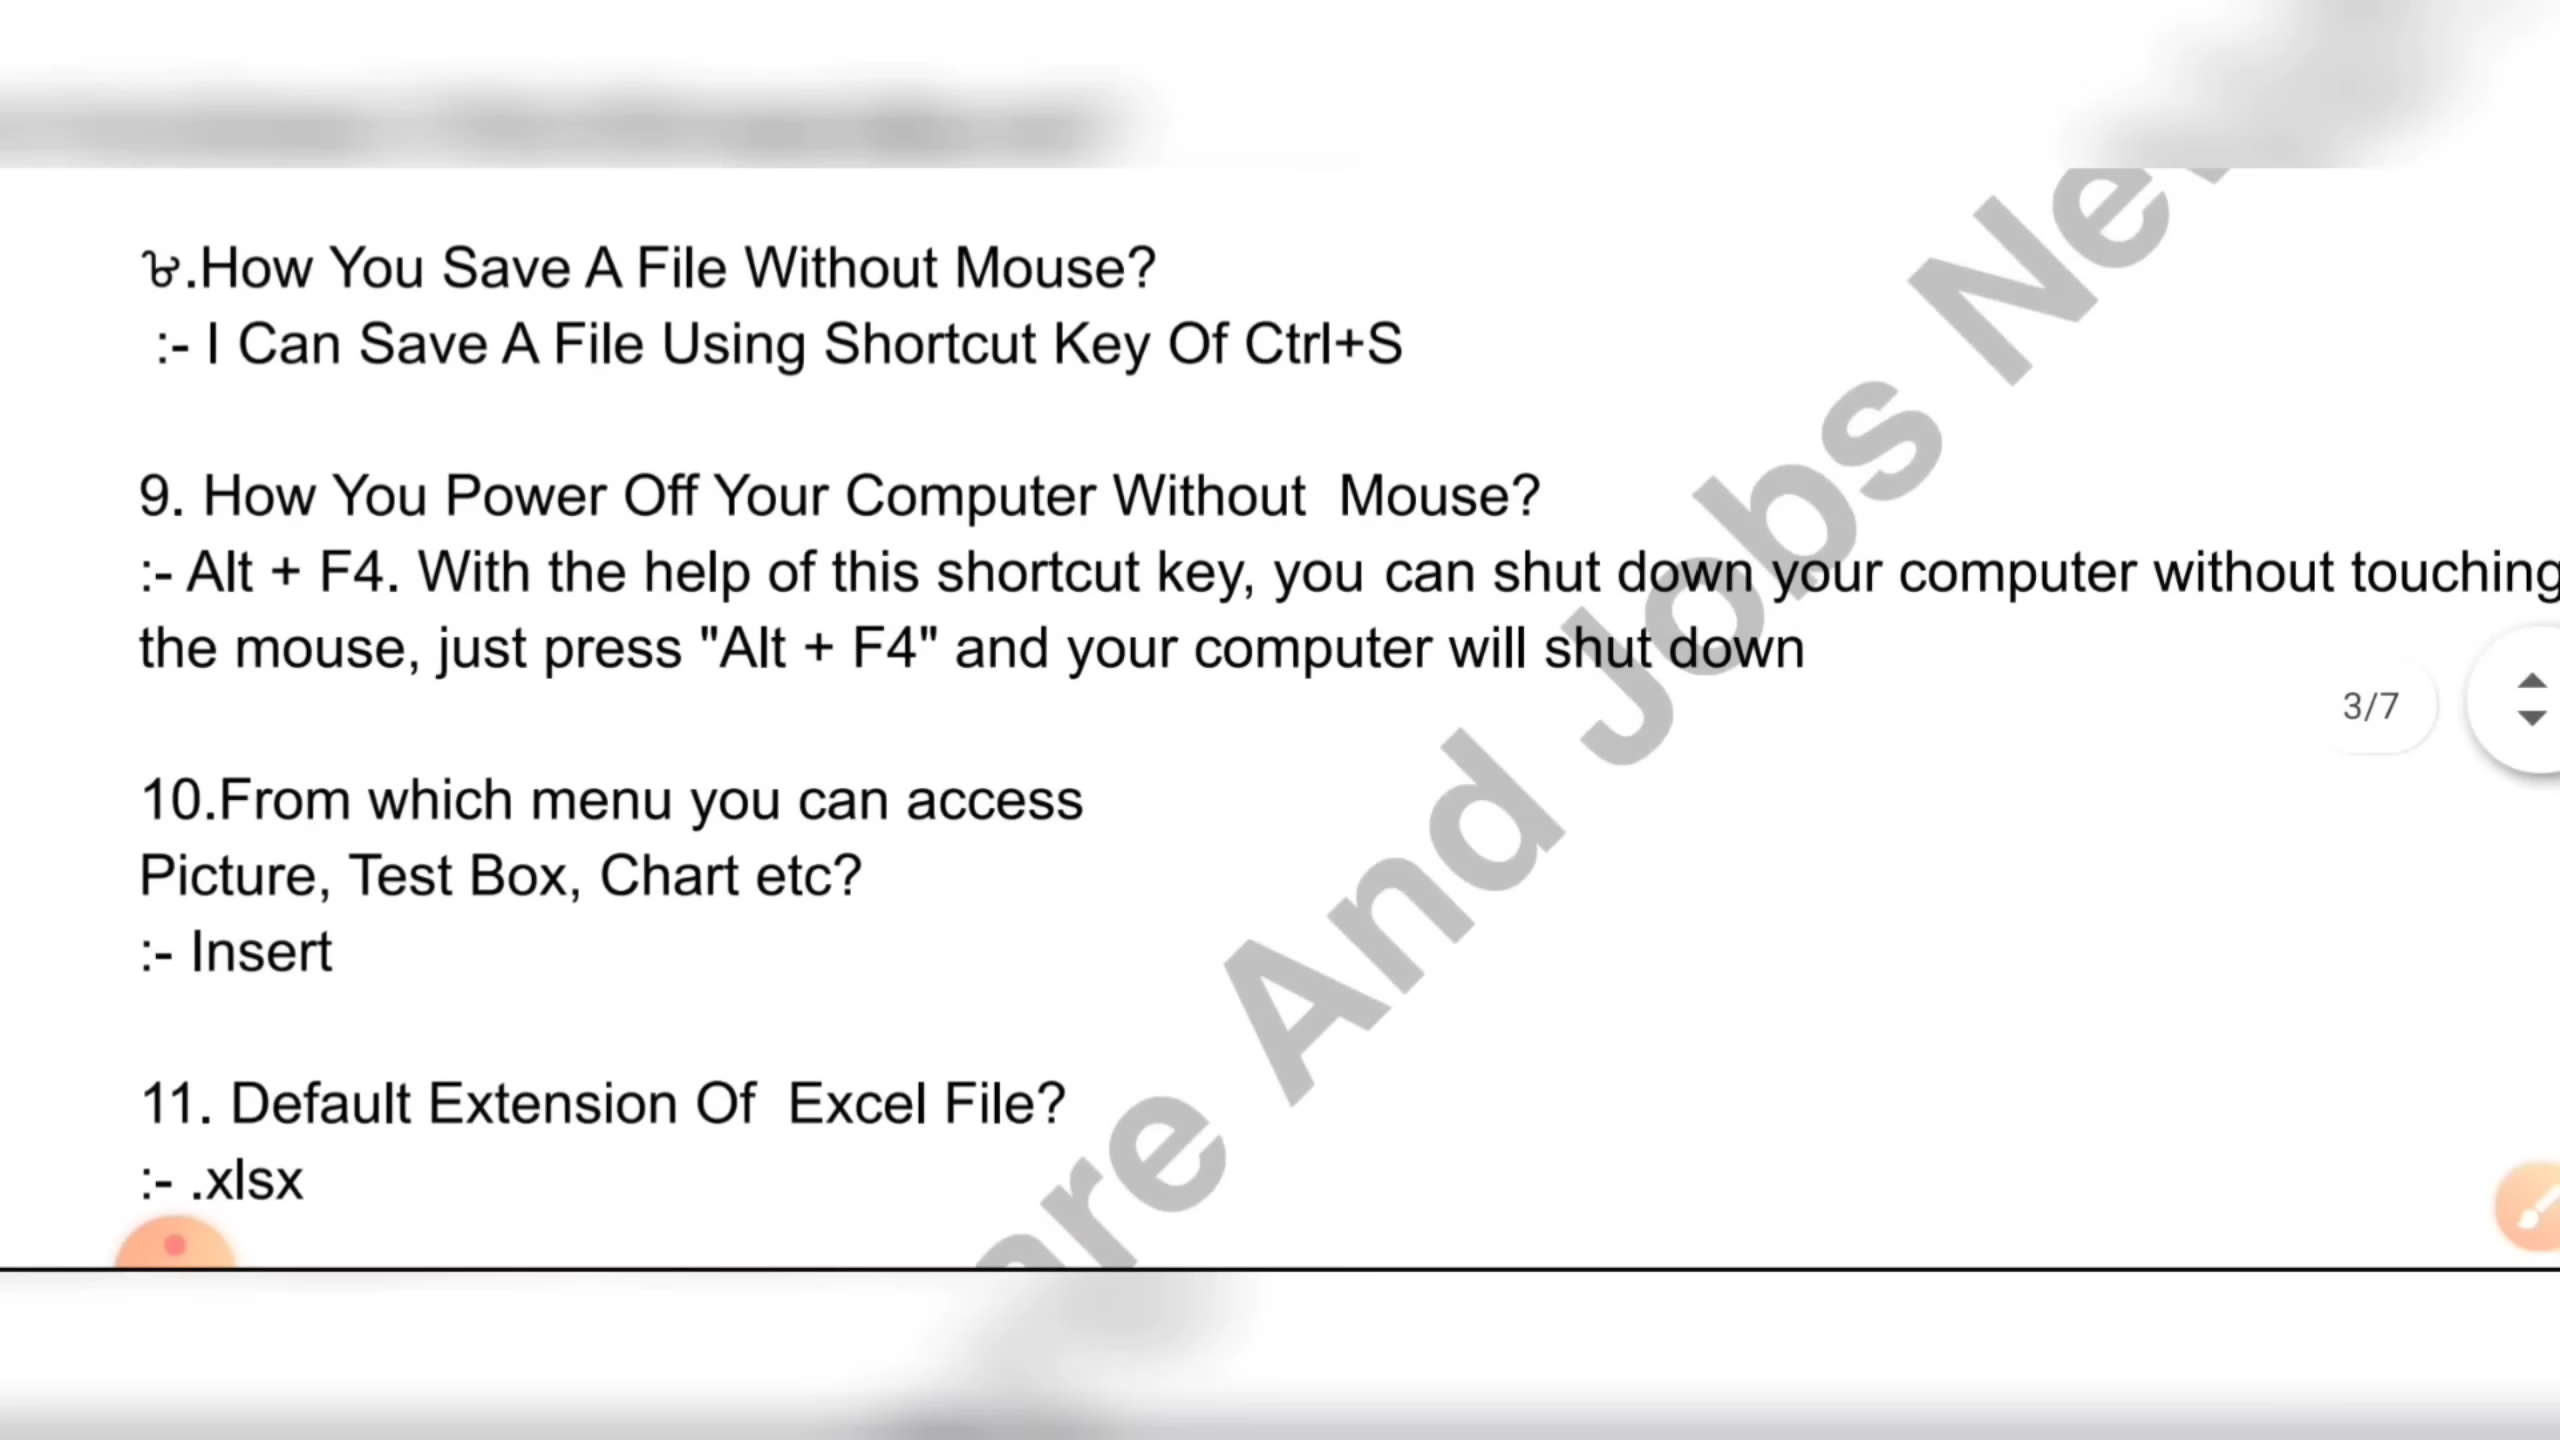 ৮.How You Save A File Without Mouse?
:- I Can Save A File Using Shortcut Key Of Ctrl+S
9. How You Power Off Your Computer Without  Mouse?
:- Alt + F4. With the help of this shortcut key, you can shut down your computer without touching
the mouse, just press "Alt + F4" and your computer will shut down
3/7
10.From which menu you can access
Picture, Test Box, Chart etc?
:- Insert
11. Default Extension Of  Excel File?
:- .xlsx
And Jobs